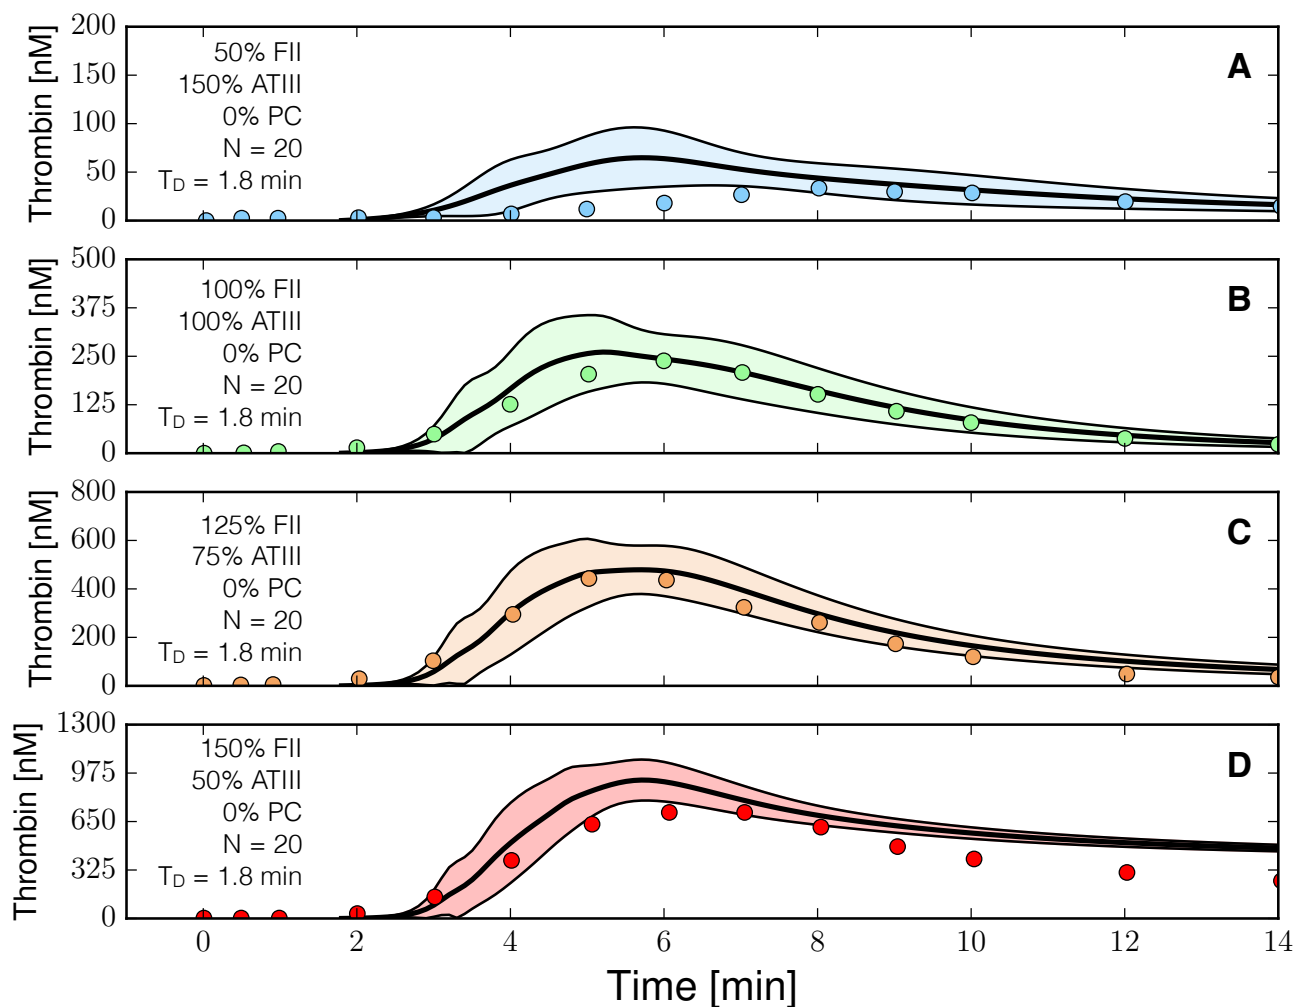 200
150
100
50
0
Thrombin [nM]
50% FII
150% ATIII
0% PC
N = 20
T_D = 1.8 min
A
500
375
250
125
0
Thrombin [nM]
100% FII
100% ATIII
0% PC
N = 20
T_D = 1.8 min
B
800
600
400
200
0
Thrombin [nM]
125% FII
75% ATIII
0% PC
N = 20
T_D = 1.8 min
C
1300
975
650
325
0
Thrombin [nM]
150% FII
50% ATIII
0% PC
N = 20
T_D = 1.8 min
D
0 2 4 6 8 10 12 14
Time [min]